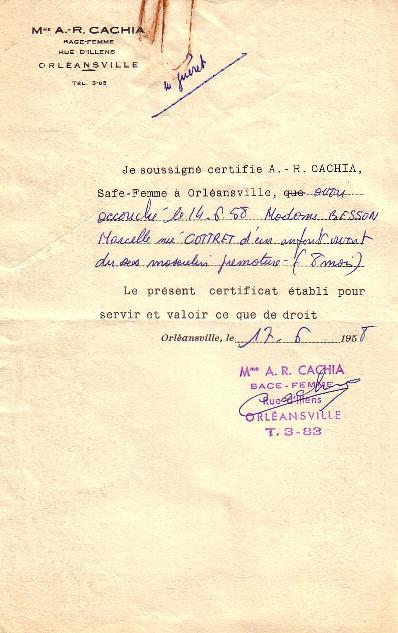 Mme A.-R. CACHIA
SAGE-FEMME
RUE D'ILLENS
ORLÉANSVILLE
TÉL. 3-83
Je soussigné certifie A.-R. CACHIA,
Safe-Femme à Orléansville, que avoir
accouché le 14.6.58 Madame BESSON
Marcelle née COTTRET d'un enfant vivant
du sexe masculin prématuré - (8 mois)
Le présent certificat établi pour
servir et valoir ce que de droit
Orléansville, le 17. 6 1958
Mme A. R. CACHIA
SAGE-FEMME
Rue d'Illens
ORLÉANSVILLE
T. 3-83